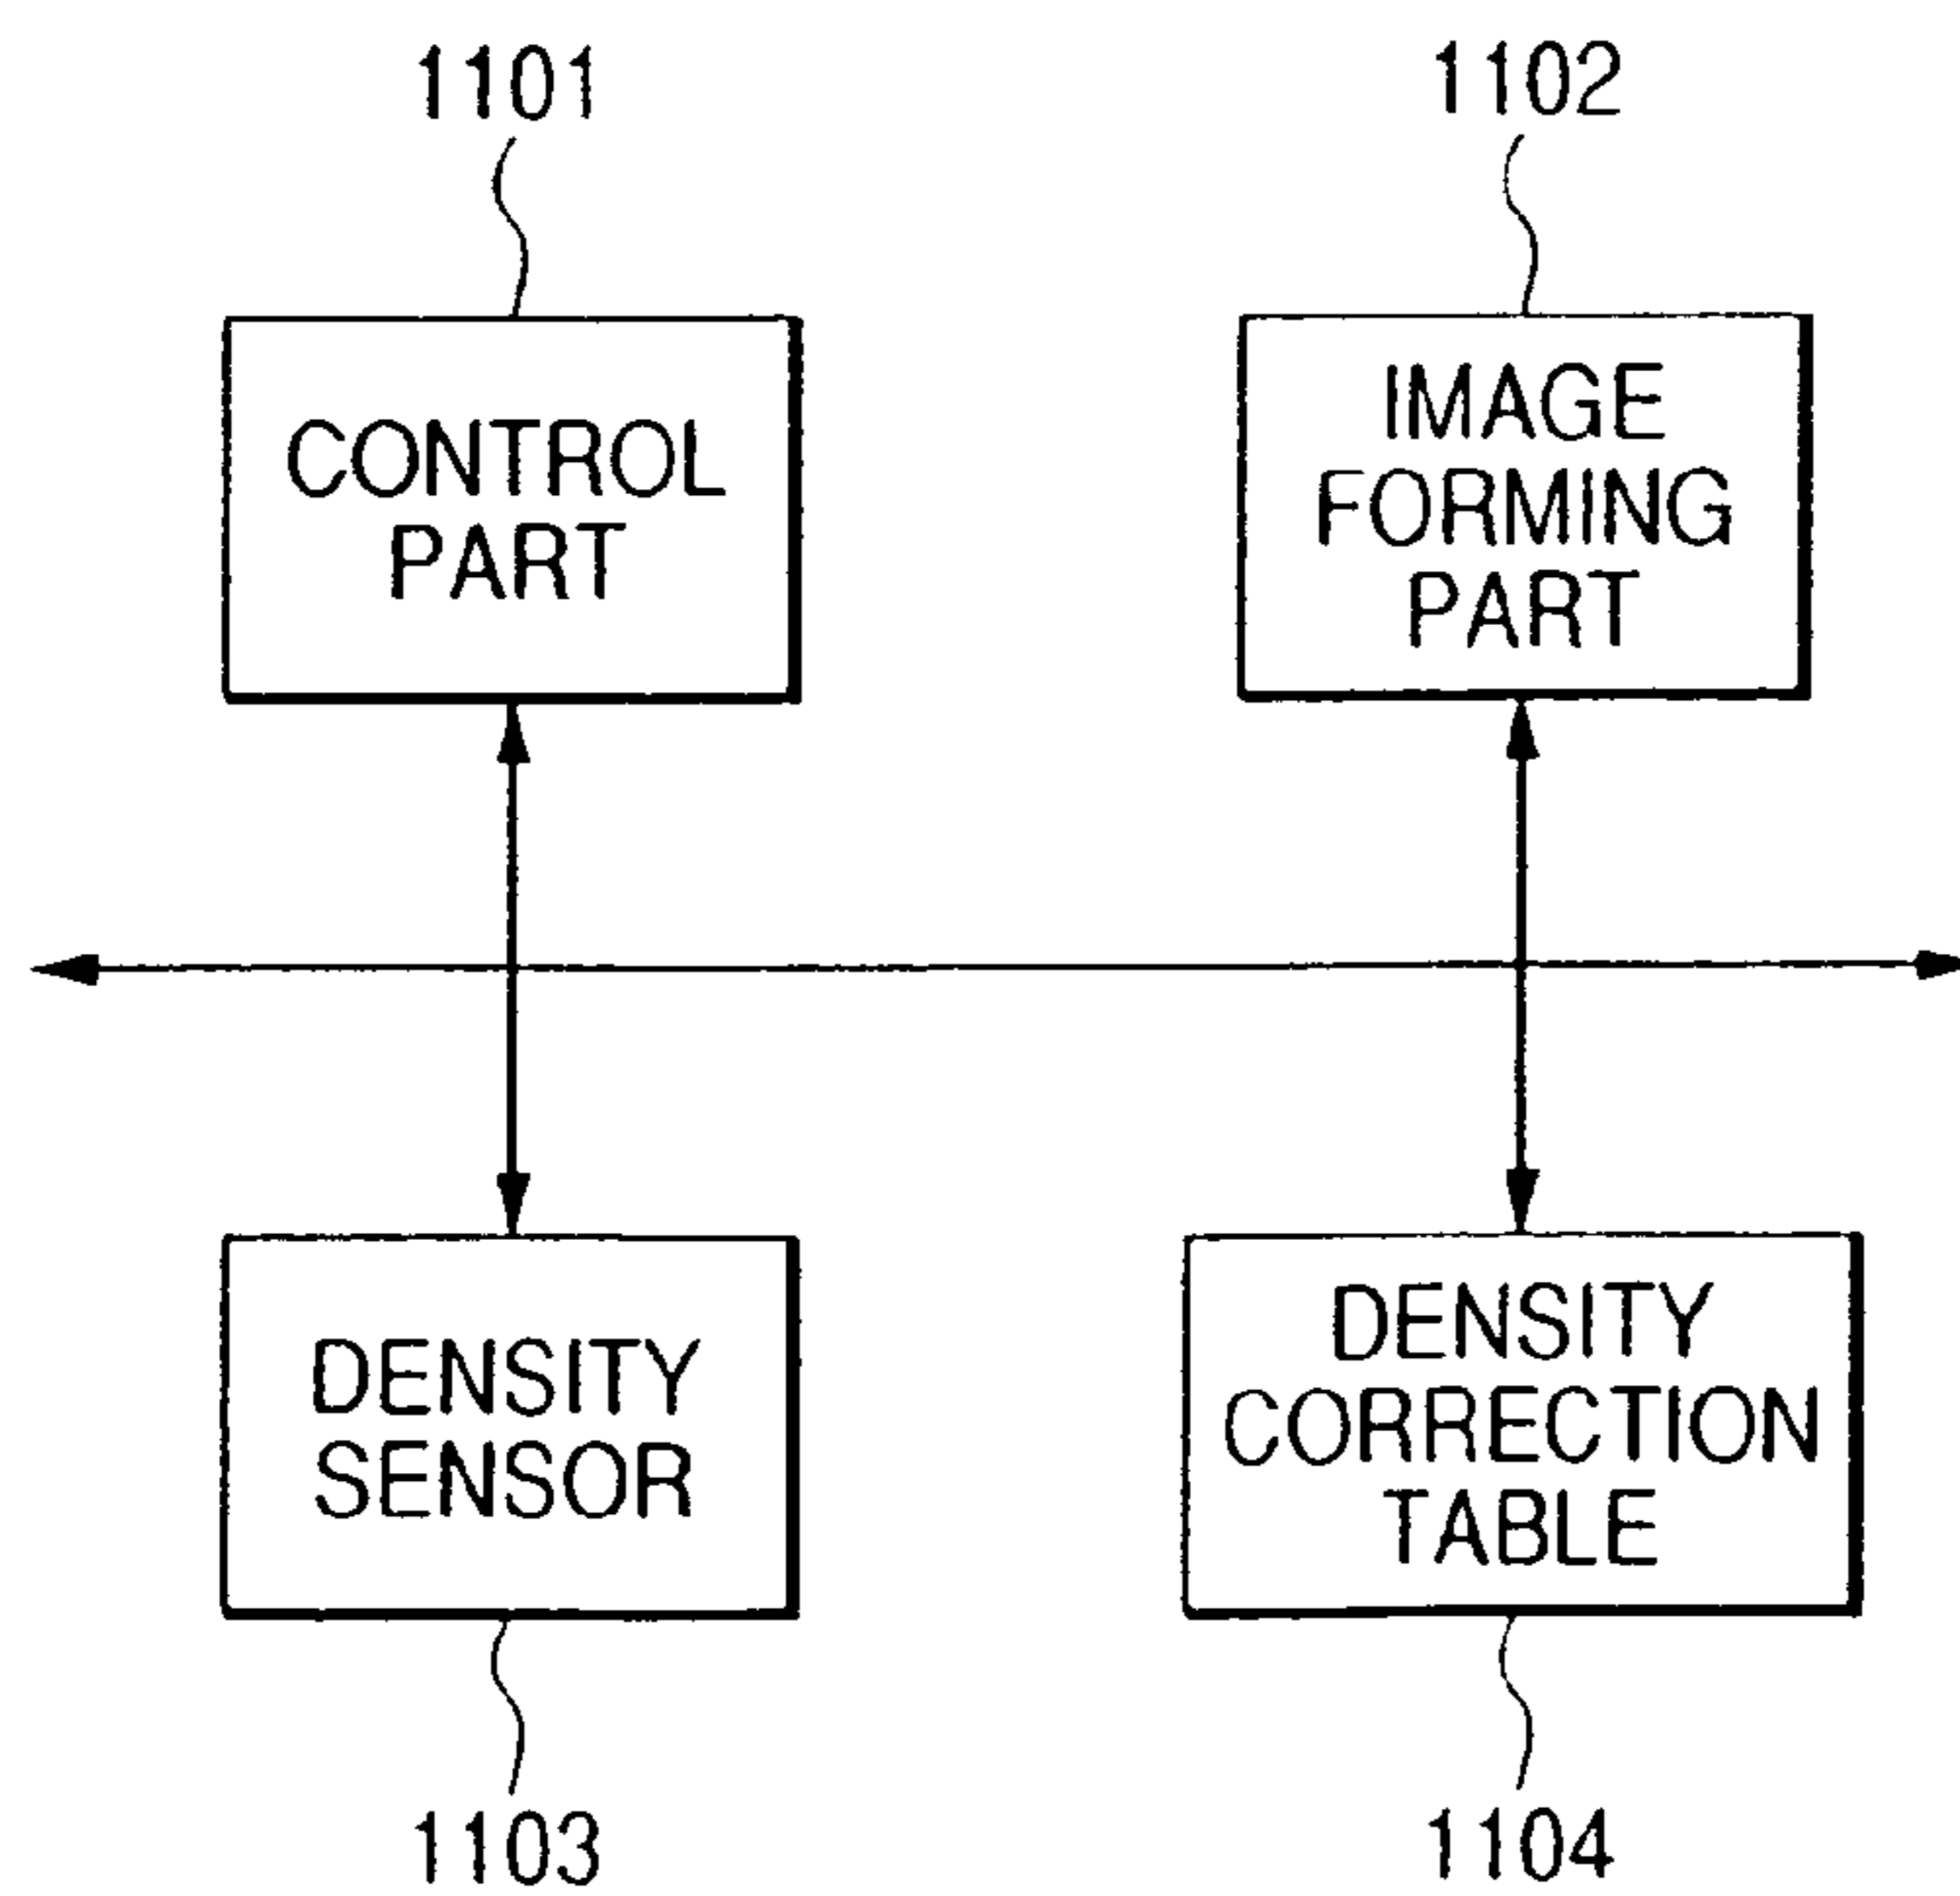 1101
1102
CONTROL
PART
IMAGE
FORMING
PART
DENSITY
SENSOR
DENSITY
CORRECTION
TABLE
1103
1104